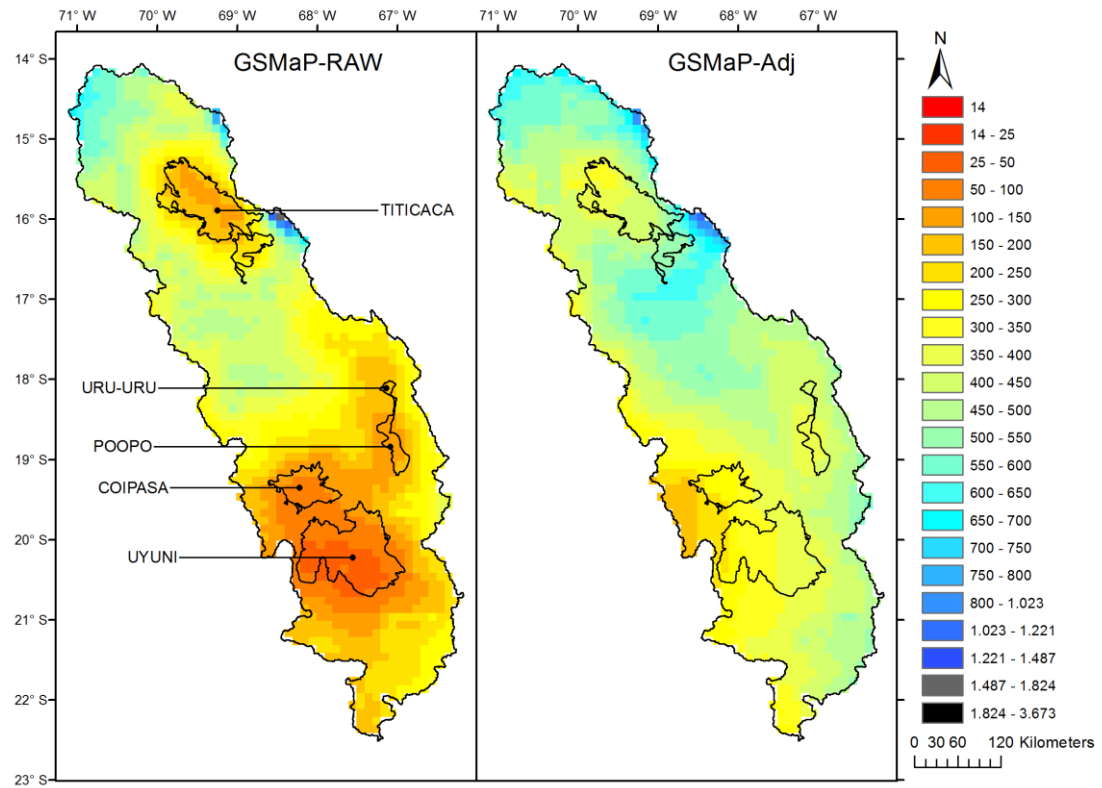 71° W 70° W 69° W 68° W 67° W 71° W 70° W 69° W 68° W 67° W
14° S
15° S
16° S
17° S
18° S
19° S
20° S
21° S
22° S
23° S
GSMaP-RAW
TITICACA
URU-URU
POOPO
COIPASA
UYUNI
GSMaP-Adj
N
14
14 - 25
25 - 50
50 - 100
100 - 150
150 - 200
200 - 250
250 - 300
300 - 350
350 - 400
400 - 450
450 - 500
500 - 550
550 - 600
600 - 650
650 - 700
700 - 750
750 - 800
800 - 1.023
1.023 - 1.221
1.221 - 1.487
1.487 - 1.824
1.824 - 3.673
0 30 60 120 Kilometers